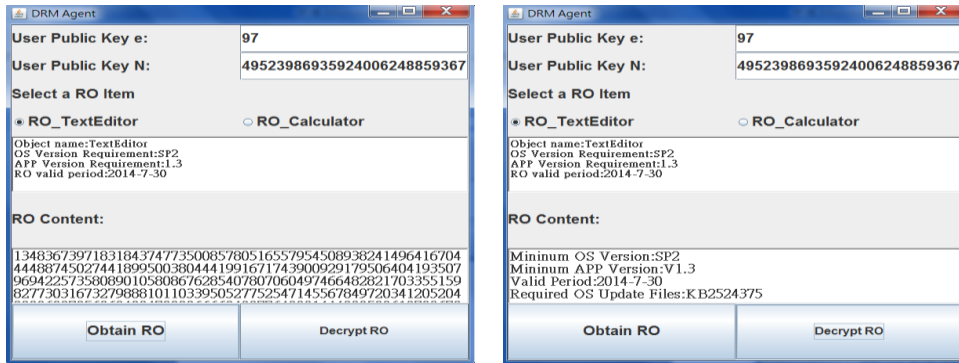 DRM Agent
User Public Key e: 97
User Public Key N: 49523986935924006248859367
Select a RO Item
RO_TextEditor RO_Calculator
Object name:TextEditor
OS Version Requirement:SP2
APP Version Requirement:1.3
RO valid period:2014-7-30
RO Content:
134836739718318437477350085780516557954508938241496416704
444887450274418995003804441991671743900929179506404193507
969422573580890105808676285407807060497466482821703355159
827730316732798881011033950527752547145567849720341205204
Obtain RO Decrypt RO
DRM Agent
User Public Key e: 97
User Public Key N: 49523986935924006248859367
Select a RO Item
RO_TextEditor RO_Calculator
Object name:TextEditor
OS Version Requirement:SP2
APP Version Requirement:1.3
RO valid period:2014-7-30
RO Content:
Mininum OS Version:SP2
Mininum APP Version:V1.3
Valid Period:2014-7-30
Required OS Update Files:KB2524375
Obtain RO Decrypt RO